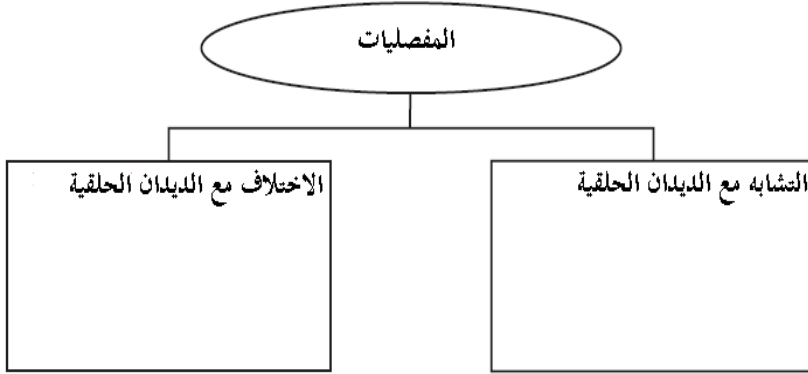 المفصليات
التشابه مع الديدان الحلقية
الاختلاف مع الديدان الحلقية